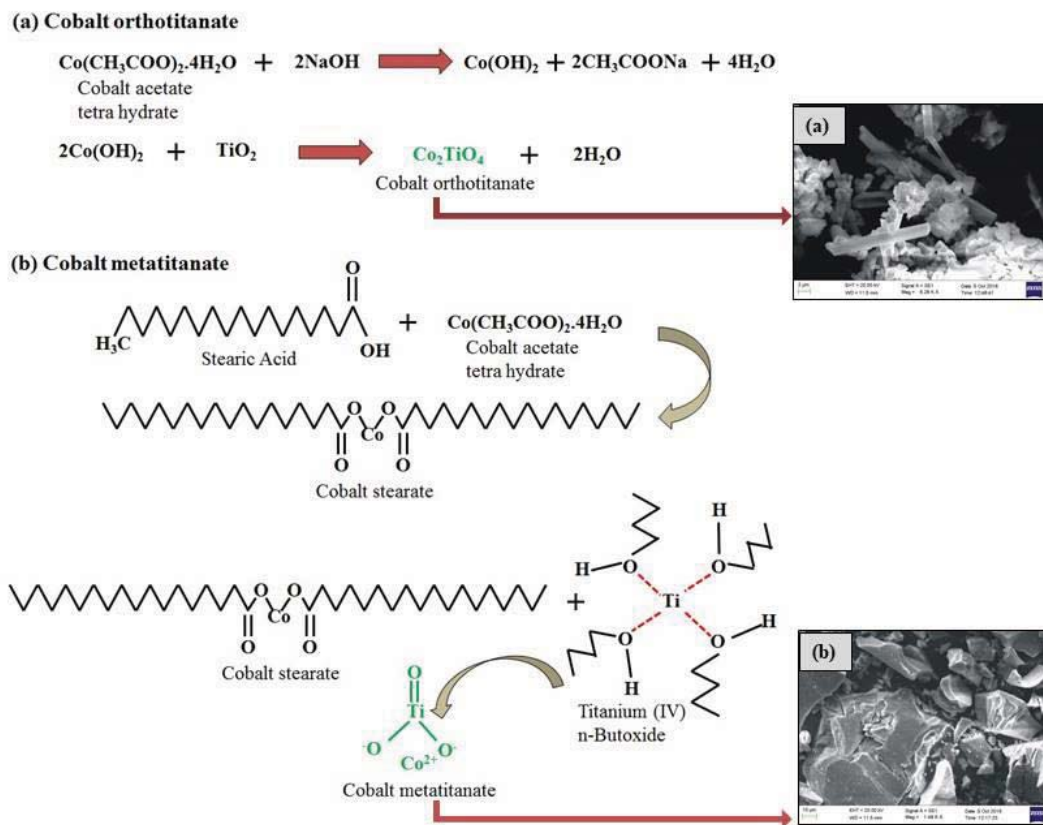 (a) Cobalt orthotitanate
Co(CH₃COO)₂.4H₂O + 2NaOH Co(OH)₂ + 2CH₃COONa + 4H₂O
Cobalt acetate
tetra hydrate
2Co(OH)₂ + TiO₂ Co₂TiO₄ + 2H₂O
Cobalt orthotitanate
(a)
(b) Cobalt metatitanate
O
H₃C OH
Stearic Acid
+
Co(CH₃COO)₂.4H₂O
Cobalt acetate
tetra hydrate
O O
Co
O O
Cobalt stearate
O O
Co
O O
Cobalt stearate
+
H H
H O O
Ti
O O H
H
Titanium (IV)
n-Butoxide
O
Ti
⁻O O⁻
Co²⁺
Cobalt metatitanate
(b)